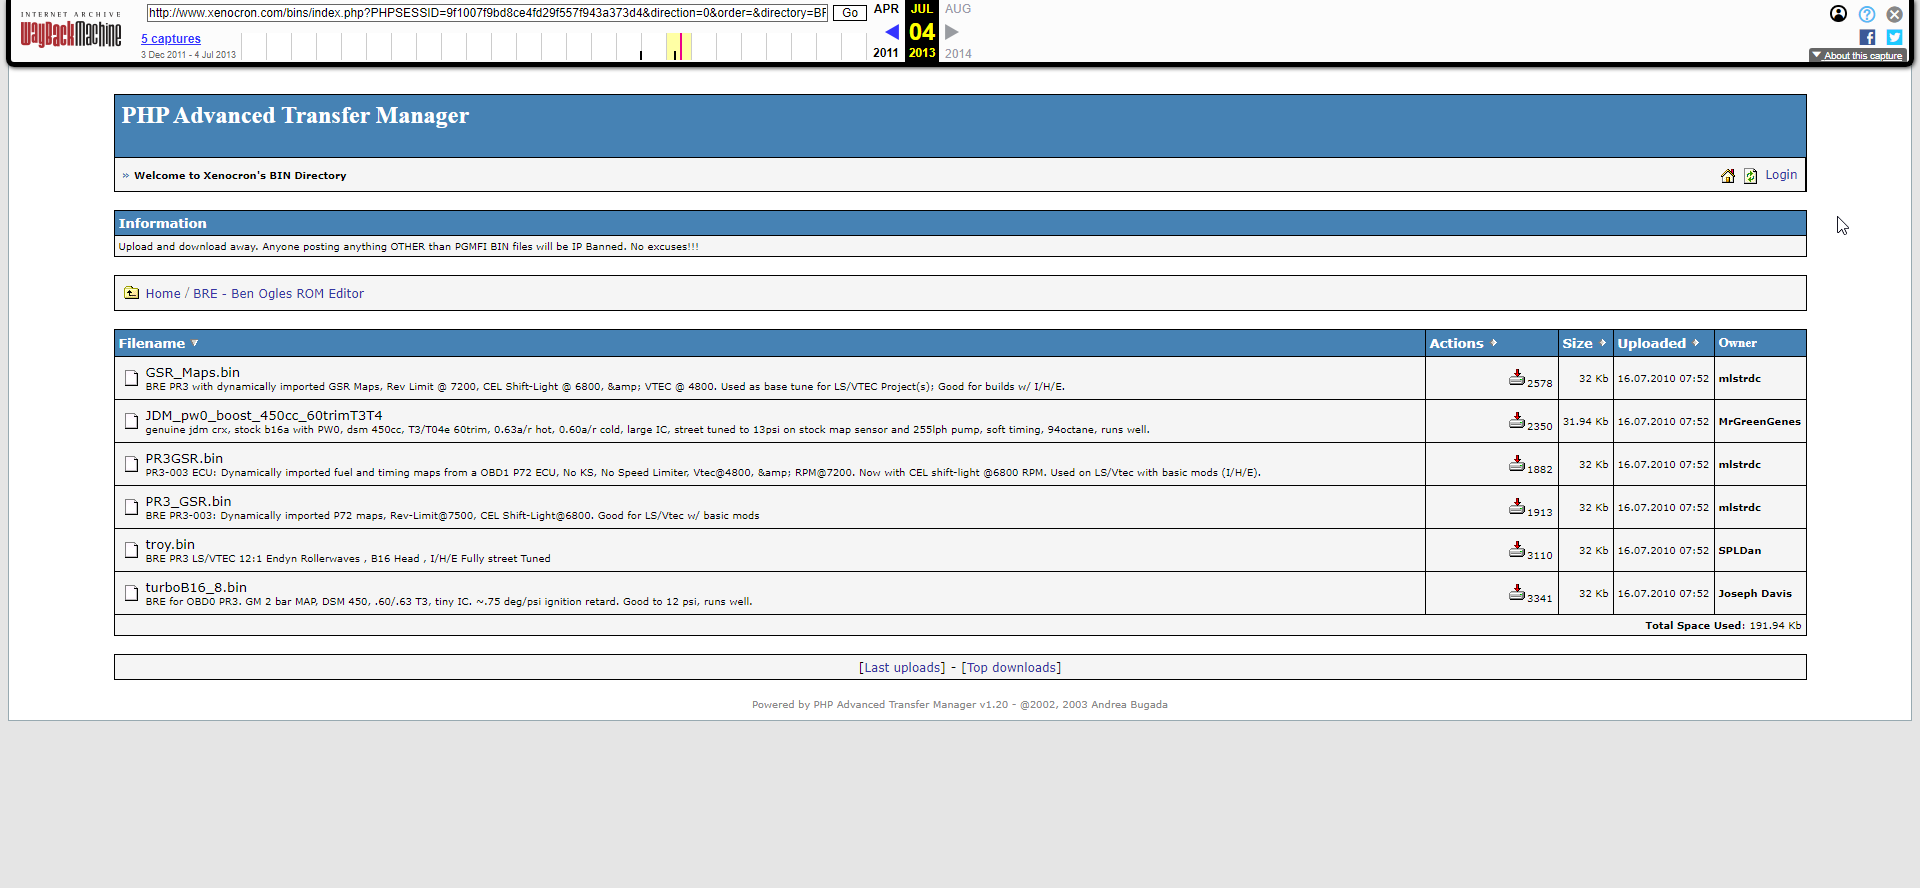 INTERNET ARCHIVE
WayBackMachine
http://www.xenocron.com/bins/index.php?PHPSESSID=9f1007f9bd8ce4fd29f557f943a373d4&direction=0&order=&directory=BR
Go
APR
JUL
AUG
5 captures
04
3 Dec 2011 - 4 Jul 2013
2011
2013
2014
About this capture
PHP Advanced Transfer Manager
» Welcome to Xenocron's BIN Directory
Login
Information
Upload and download away. Anyone posting anything OTHER than PGMFI BIN files will be IP Banned. No excuses!!!
Home / BRE - Ben Ogles ROM Editor
Filename Actions Size Uploaded Owner
GSR_Maps.bin
BRE PR3 with dynamically imported GSR Maps, Rev Limit @ 7200, CEL Shift-Light @ 6800, &amp; VTEC @ 4800. Used as base tune for LS/VTEC Project(s); Good for builds w/ I/H/E.
2578 32 Kb 16.07.2010 07:52 mlstrdc
JDM_pw0_boost_450cc_60trimT3T4
genuine jdm crx, stock b16a with PW0, dsm 450cc, T3/T04e 60trim, 0.63a/r hot, 0.60a/r cold, large IC, street tuned to 13psi on stock map sensor and 255lph pump, soft timing, 94octane, runs well.
2350 31.94 Kb 16.07.2010 07:52 MrGreenGenes
PR3GSR.bin
PR3-003 ECU: Dynamically imported fuel and timing maps from a OBD1 P72 ECU, No KS, No Speed Limiter, Vtec@4800, &amp; RPM@7200. Now with CEL shift-light @6800 RPM. Used on LS/Vtec with basic mods (I/H/E).
1882 32 Kb 16.07.2010 07:52 mlstrdc
PR3_GSR.bin
BRE PR3-003: Dynamically imported P72 maps, Rev-Limit@7500, CEL Shift-Light@6800. Good for LS/Vtec w/ basic mods
1913 32 Kb 16.07.2010 07:52 mlstrdc
troy.bin
BRE PR3 LS/VTEC 12:1 Endyn Rollerwaves , B16 Head , I/H/E Fully street Tuned
3110 32 Kb 16.07.2010 07:52 SPLDan
turboB16_8.bin
BRE for OBD0 PR3. GM 2 bar MAP, DSM 450, .60/.63 T3, tiny IC. ~.75 deg/psi ignition retard. Good to 12 psi, runs well.
3341 32 Kb 16.07.2010 07:52 Joseph Davis
Total Space Used: 191.94 Kb
[Last uploads] - [Top downloads]
Powered by PHP Advanced Transfer Manager v1.20 - @2002, 2003 Andrea Bugada